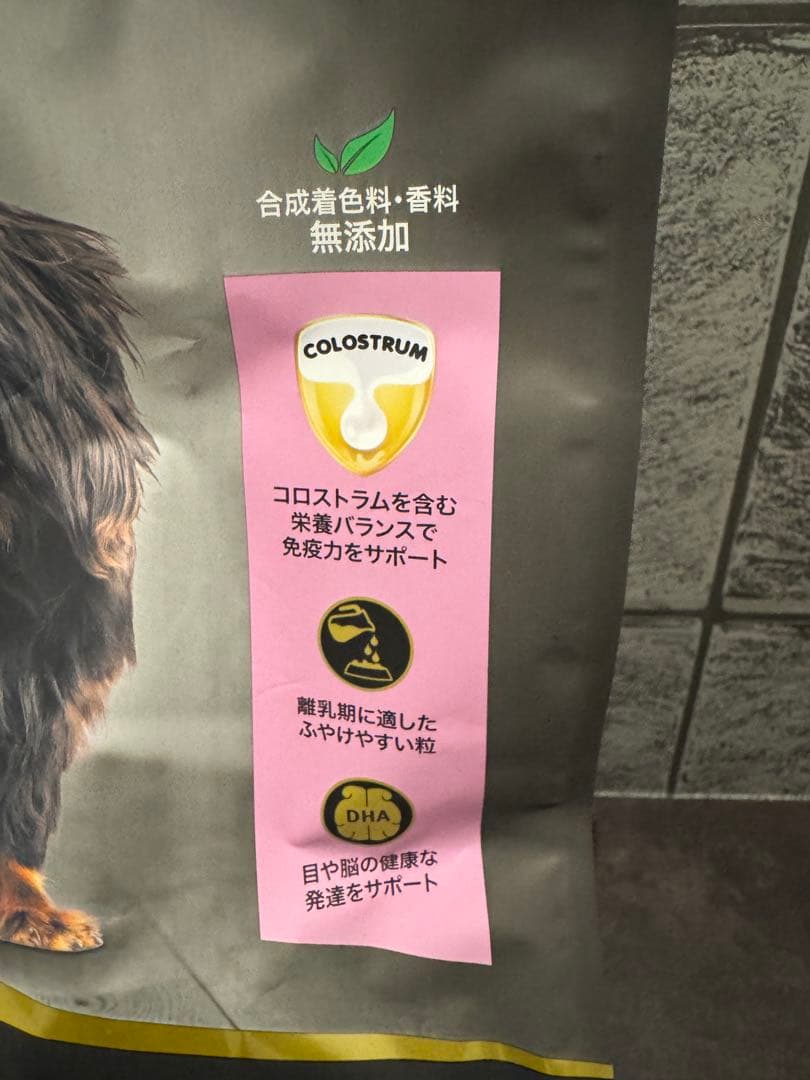 合成着色料・香料
無添加
COLOSTRUM
コロストラムを含む
栄養バランスで
免疫力をサポート
離乳期に適した
ふやけやすい粒
DHA
目や脳の健康な
発達をサポート